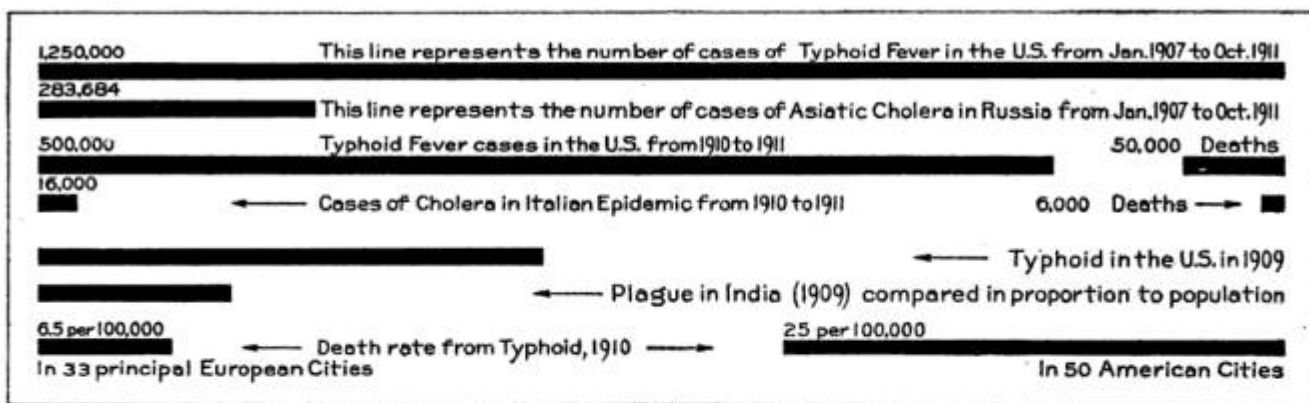 1,250,000 This line represents the number of cases of Typhoid Fever in the U.S. from Jan.1907 to Oct.1911
283,684
This line represents the number of cases of Asiatic Cholera in Russia from Jan.1907 to Oct.1911
500,000 Typhoid Fever cases in the U.S. from 1910 to 1911 50,000 Deaths
16,000
Cases of Cholera in Italian Epidemic from 1910 to 1911 6,000 Deaths
Typhoid in the U.S. in 1909
Plague in India (1909) compared in proportion to population
6.5 per 100,000 25 per 100,000
Death rate from Typhoid, 1910
In 33 principal European Cities In 50 American Cities